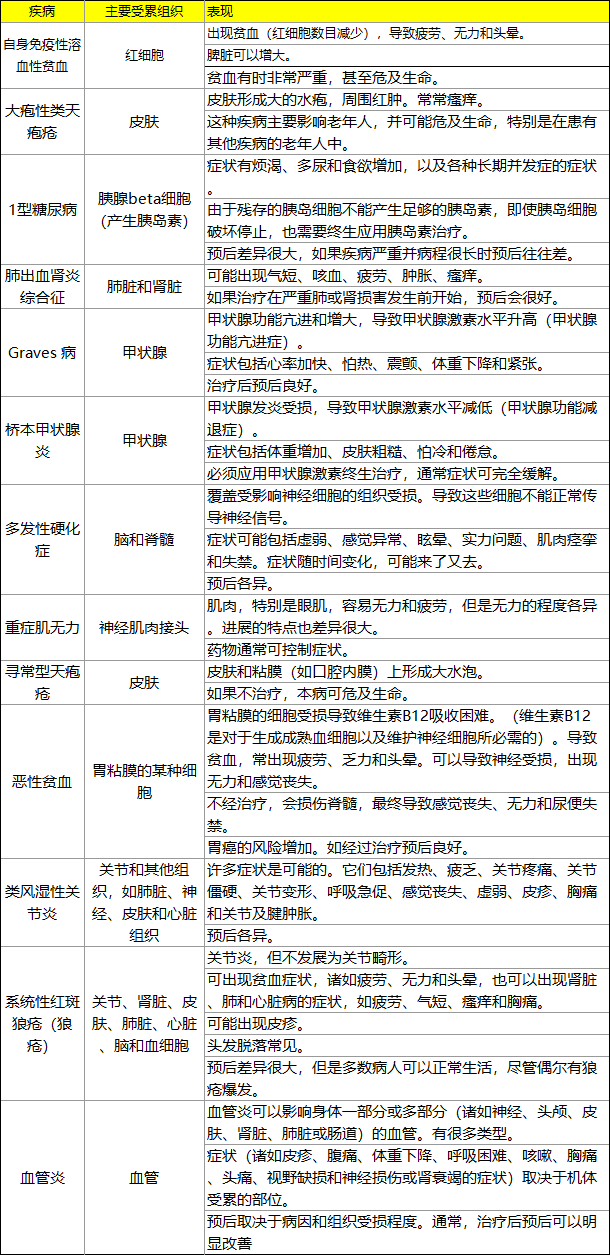 疾病 主要受累组织 表现
自身免疫性溶
血性贫血
红细胞
出现贫血（红细胞数目减少），导致疲劳、无力和头晕。
脾脏可以增大。
贫血有时非常严重，甚至危及生命。
大疱性类天
疱疮
皮肤
皮肤形成大的水疱，周围红肿。常常瘙痒。
这种疾病主要影响老年人，并可能危及生命，特别是在患有
其他疾病的老年人中。
1型糖尿病
胰腺beta细胞
（产生胰岛素）
症状有烦渴、多尿和食欲增加，以及各种长期并发症的症状
。
由于残存的胰岛细胞不能产生足够的胰岛素，即使胰岛细胞
破坏停止，也需要终生应用胰岛素治疗。
预后差异很大，如果疾病严重并病程很长时预后往往差。
肺出血肾炎
综合征
肺脏和肾脏
可能出现气短、咳血、疲劳、肿胀、瘙痒。
如果治疗在严重肺或肾损害发生前开始，预后会很好。
Graves 病
甲状腺
甲状腺功能亢进和增大，导致甲状腺激素水平升高（甲状腺
功能亢进症）。
症状包括心率加快、怕热、震颤、体重下降和紧张。
治疗后预后良好。
桥本甲状腺
炎
甲状腺
甲状腺发炎受损，导致甲状腺激素水平减低（甲状腺功能减
退症）。
症状包括体重增加、皮肤粗糙、怕冷和倦怠。
必须应用甲状腺激素终生治疗，通常症状可完全缓解。
多发性硬化
症
脑和脊髓
覆盖受影响神经细胞的组织受损。导致这些细胞不能正常传
导神经信号。
症状可能包括虚弱、感觉异常、眩晕、实力问题、肌肉痉挛
和失禁。症状随时间变化，可能来了又去。
预后各异。
重症肌无力
神经肌肉接头
肌肉，特别是眼肌，容易无力和疲劳，但是无力的程度各异
。进展的特点也差异很大。
药物通常可控制症状。
寻常型天疱
疮
皮肤
皮肤和粘膜（如口腔内膜）上形成大水泡。
如果不治疗，本病可危及生命。
恶性贫血
胃粘膜的某种细
胞
胃粘膜的细胞受损导致维生素B12吸收困难。（维生素B12
是对于生成成熟血细胞以及维护神经细胞所必需的）。导致
贫血，常出现疲劳、乏力和头晕。可以导致神经受损，出现
无力和感觉丧失。
不经治疗，会损伤脊髓，最终导致感觉丧失、无力和尿便失
禁。
胃癌的风险增加。如经过治疗预后良好。
类风湿性关
节炎
关节和其他组
织，如肺脏、神
经、皮肤和心脏
组织
许多症状是可能的。它们包括发热、疲乏、关节疼痛、关节
僵硬、关节变形、呼吸急促、感觉丧失、虚弱、皮疹、胸痛
和关节及腱肿胀。
预后各异。
系统性红斑
狼疮（狼
疮）
关节、肾脏、皮
肤、肺脏、心脏
、脑和血细胞
关节炎，但不发展为关节畸形。
可出现贫血症状，诸如疲劳、无力和头晕，也可以出现肾脏
、肺和心脏病的症状，如疲劳、气短、瘙痒和胸痛。
可能出现皮疹。
头发脱落常见。
预后差异很大，但是多数病人可以正常生活，尽管偶尔有狼
疮爆发。
血管炎
血管
血管炎可以影响身体一部分或多部分（诸如神经、头颅、皮
肤、肾脏、肺脏或肠道）的血管。有很多类型。
症状（诸如皮疹、腹痛、体重下降、呼吸困难、咳嗽、胸痛
、头痛、视野缺损和神经损伤或肾衰竭的症状）取决于机体
受累的部位。
预后取决于病因和组织受损程度。通常，治疗后预后可以明
显改善